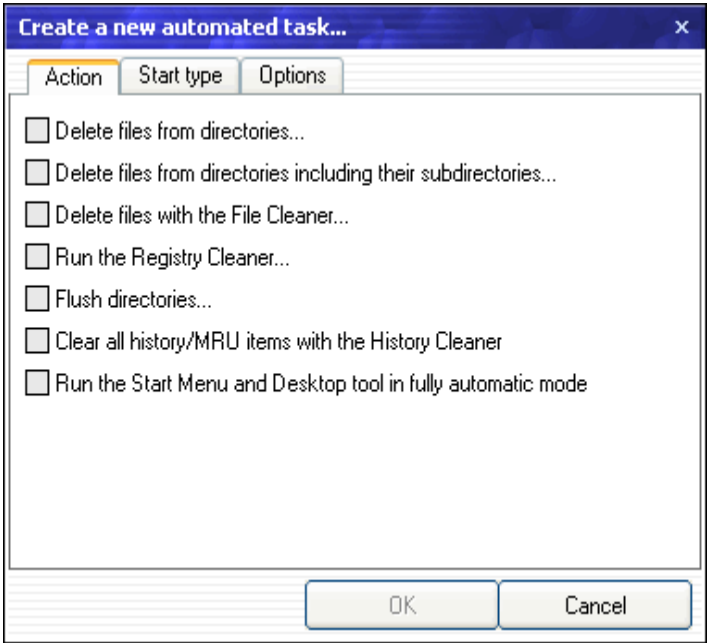 Create a new automated task...
Action Start type Options
Delete files from directories...
Delete files from directories including their subdirectories...
Delete files with the File Cleaner...
Run the Registry Cleaner...
Flush directories...
Clear all history/MRU items with the History Cleaner
Run the Start Menu and Desktop tool in fully automatic mode
OK Cancel